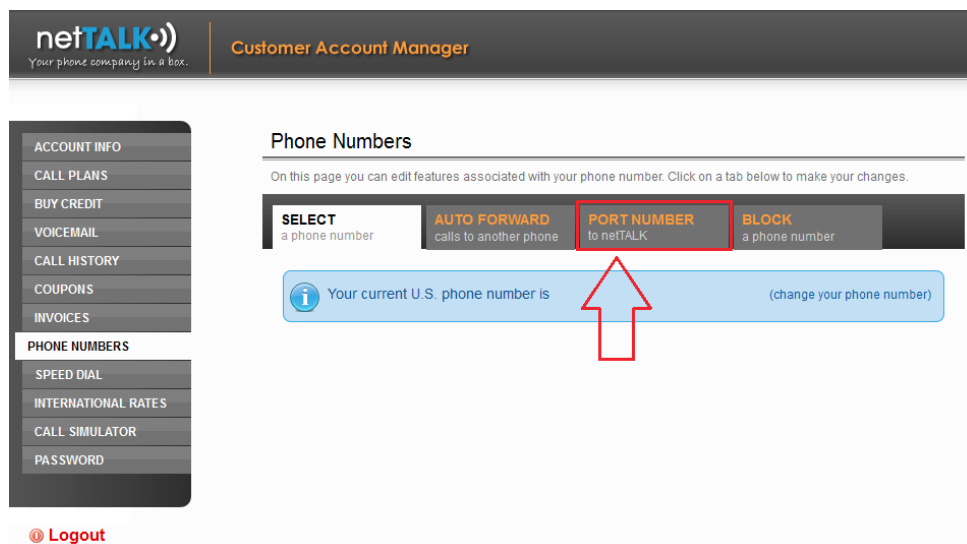 netTALK
Your phone company in a box.
Customer Account Manager
ACCOUNT INFO
CALL PLANS
BUY CREDIT
VOICEMAIL
CALL HISTORY
COUPONS
INVOICES
PHONE NUMBERS
SPEED DIAL
INTERNATIONAL RATES
CALL SIMULATOR
PASSWORD
Logout
Phone Numbers
On this page you can edit features associated with your phone number. Click on a tab below to make your changes.
SELECT
a phone number
AUTO FORWARD
calls to another phone
PORT NUMBER
to netTALK
BLOCK
a phone number
Your current U.S. phone number is
(change your phone number)